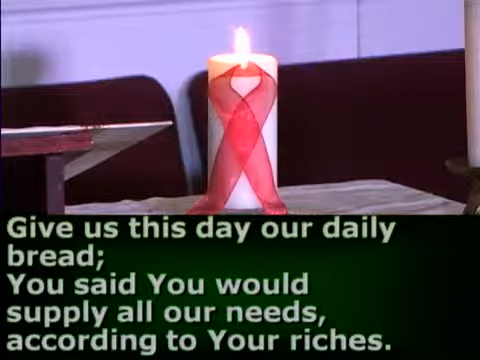 Give us this day our daily
bread;
You said You would
supply all our needs,
according to Your riches.